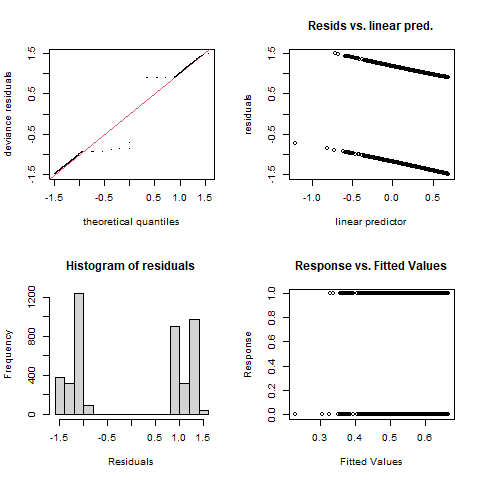 deviance residuals
-1.5 -0.5 0.5 1.5
-1.5 -0.5 0.5 1.0 1.5
theoretical quantiles
Resids vs. linear pred.
residuals
-1.5 -0.5 0.5 1.5
-1.0 -0.5 0.0 0.5
linear predictor
Histogram of residuals
Frequency
0 400 800 1200
-1.5 -0.5 0.5 1.0 1.5
Residuals
Response vs. Fitted Values
Response
0.0 0.2 0.4 0.6 0.8 1.0
0.3 0.4 0.5 0.6
Fitted Values